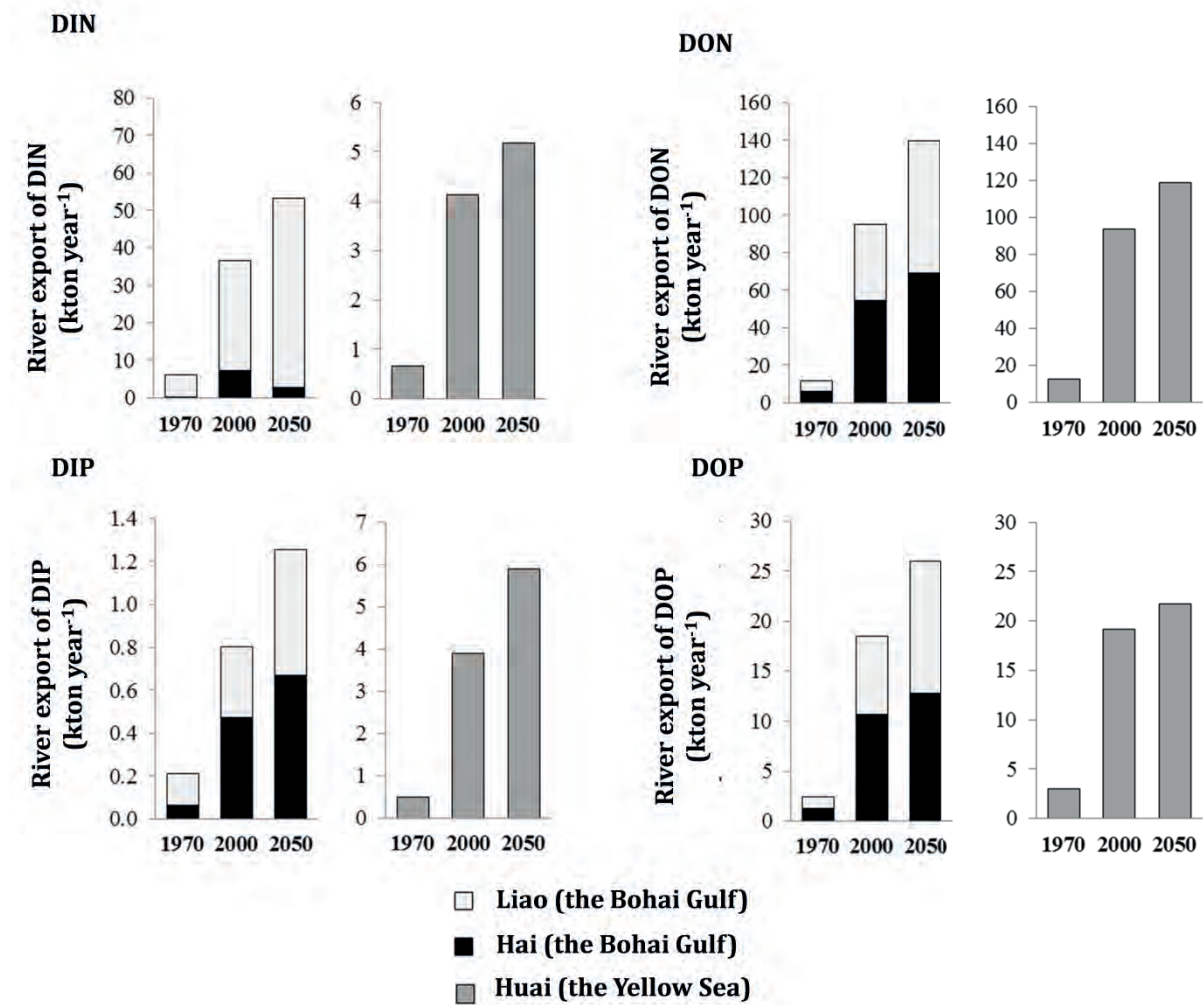 DIN
River export of DIN
(kton year-1)
80
70
60
50
40
30
20
10
0
1970 2000 2050
6
5
4
3
2
1
0
1970 2000 2050
DON
River export of DON
(kton year-1)
160
140
120
100
80
60
40
20
0
1970 2000 2050
160
140
120
100
80
60
40
20
0
1970 2000 2050
DIP
River export of DIP
(kton year-1)
1.4
1.2
1.0
0.8
0.6
0.4
0.2
0.0
1970 2000 2050
7
6
5
4
3
2
1
0
1970 2000 2050
DOP
River export of DOP
(kton year-1)
30
25
20
15
10
5
0
1970 2000 2050
30
25
20
15
10
5
0
1970 2000 2050
Liao (the Bohai Gulf)
Hai (the Bohai Gulf)
Huai (the Yellow Sea)